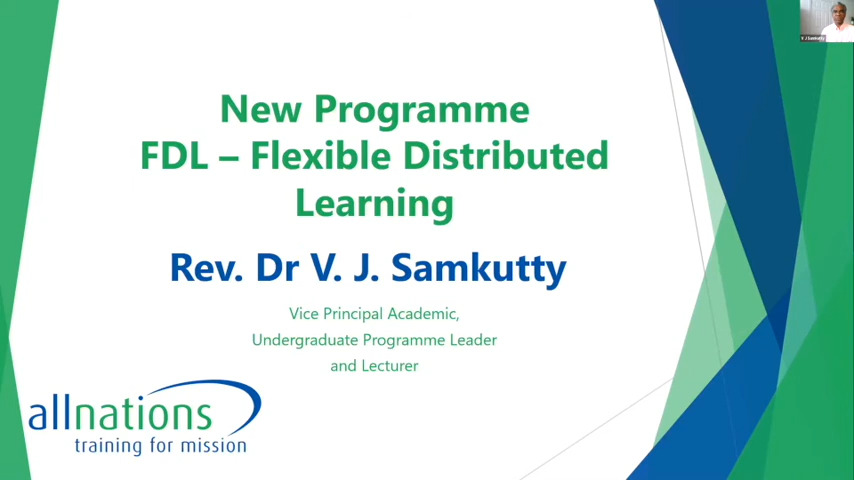 New Programme
FDL – Flexible Distributed
Learning
Rev. Dr V. J. Samkutty
Vice Principal Academic,
Undergraduate Programme Leader
and Lecturer
allnations
training for mission
V J Samkutty